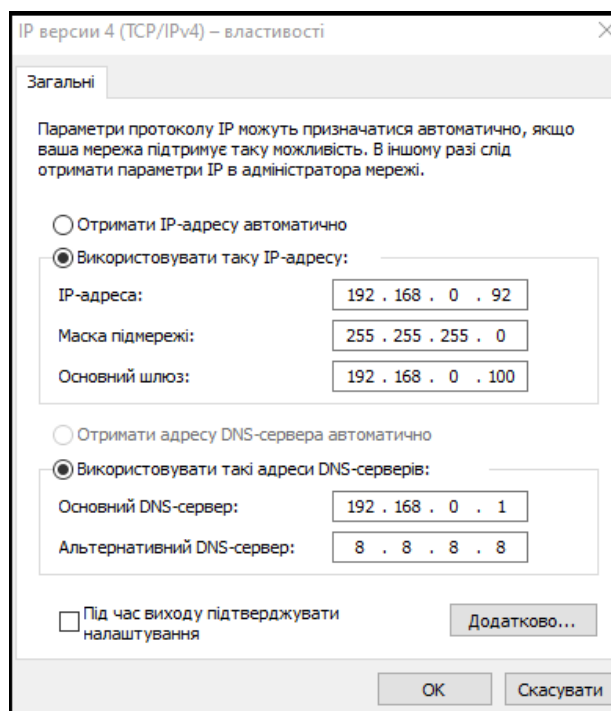 IP версии 4 (TCP/IPv4) – властивості
Загальні
Параметри протоколу IP можуть призначатися автоматично, якщо
ваша мережа підтримує таку можливість. В іншому разі слід
отримати параметри IP в адміністратора мережі.
Отримати IP-адресу автоматично
Використовувати таку IP-адресу:
IP-адреса: 192 . 168 . 0 . 92
Маска підмережі: 255 . 255 . 255 . 0
Основний шлюз: 192 . 168 . 0 . 100
Отримати адресу DNS-сервера автоматично
Використовувати такі адреси DNS-серверів:
Основний DNS-сервер: 192 . 168 . 0 . 1
Альтернативний DNS-сервер: 8 . 8 . 8 . 8
Під час виходу підтверджувати
налаштування
Додатково...
OK Скасувати